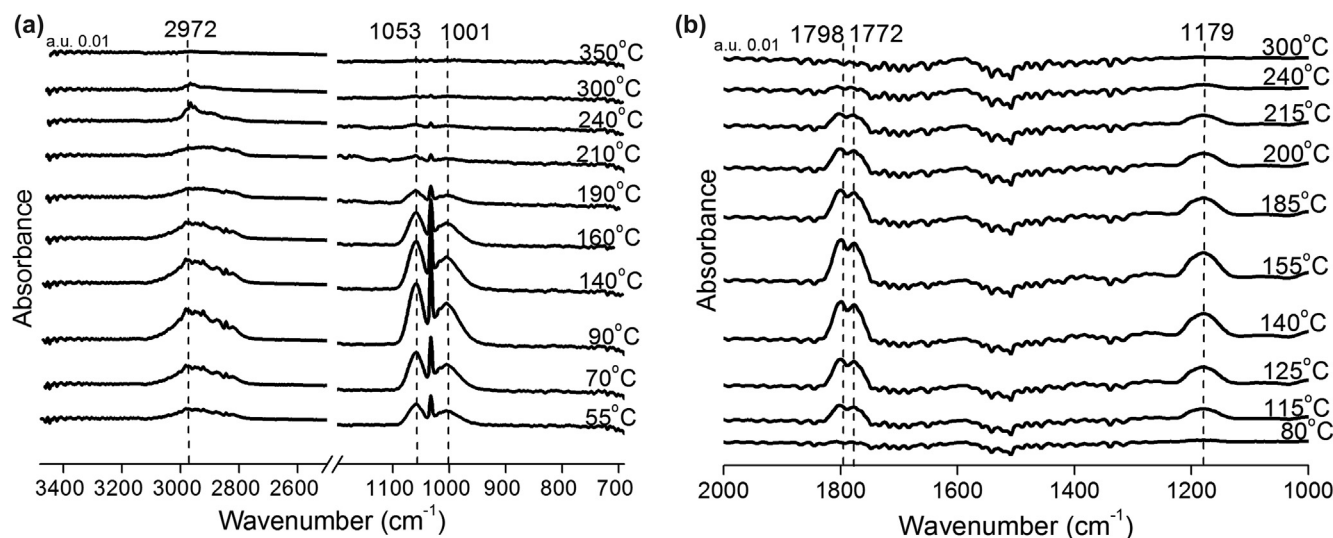 (a)
2972
1053
1001
a.u. 0.01
350°C
300°C
240°C
210°C
190°C
160°C
140°C
90°C
70°C
55°C
Absorbance
3400 3200 3000 2800 2600 1100 1000 900 800 700
Wavenumber (cm⁻¹)
(b)
1798
1772
1179
a.u. 0.01
300°C
240°C
215°C
200°C
185°C
155°C
140°C
125°C
115°C
80°C
Absorbance
2000 1800 1600 1400 1200 1000
Wavenumber (cm⁻¹)